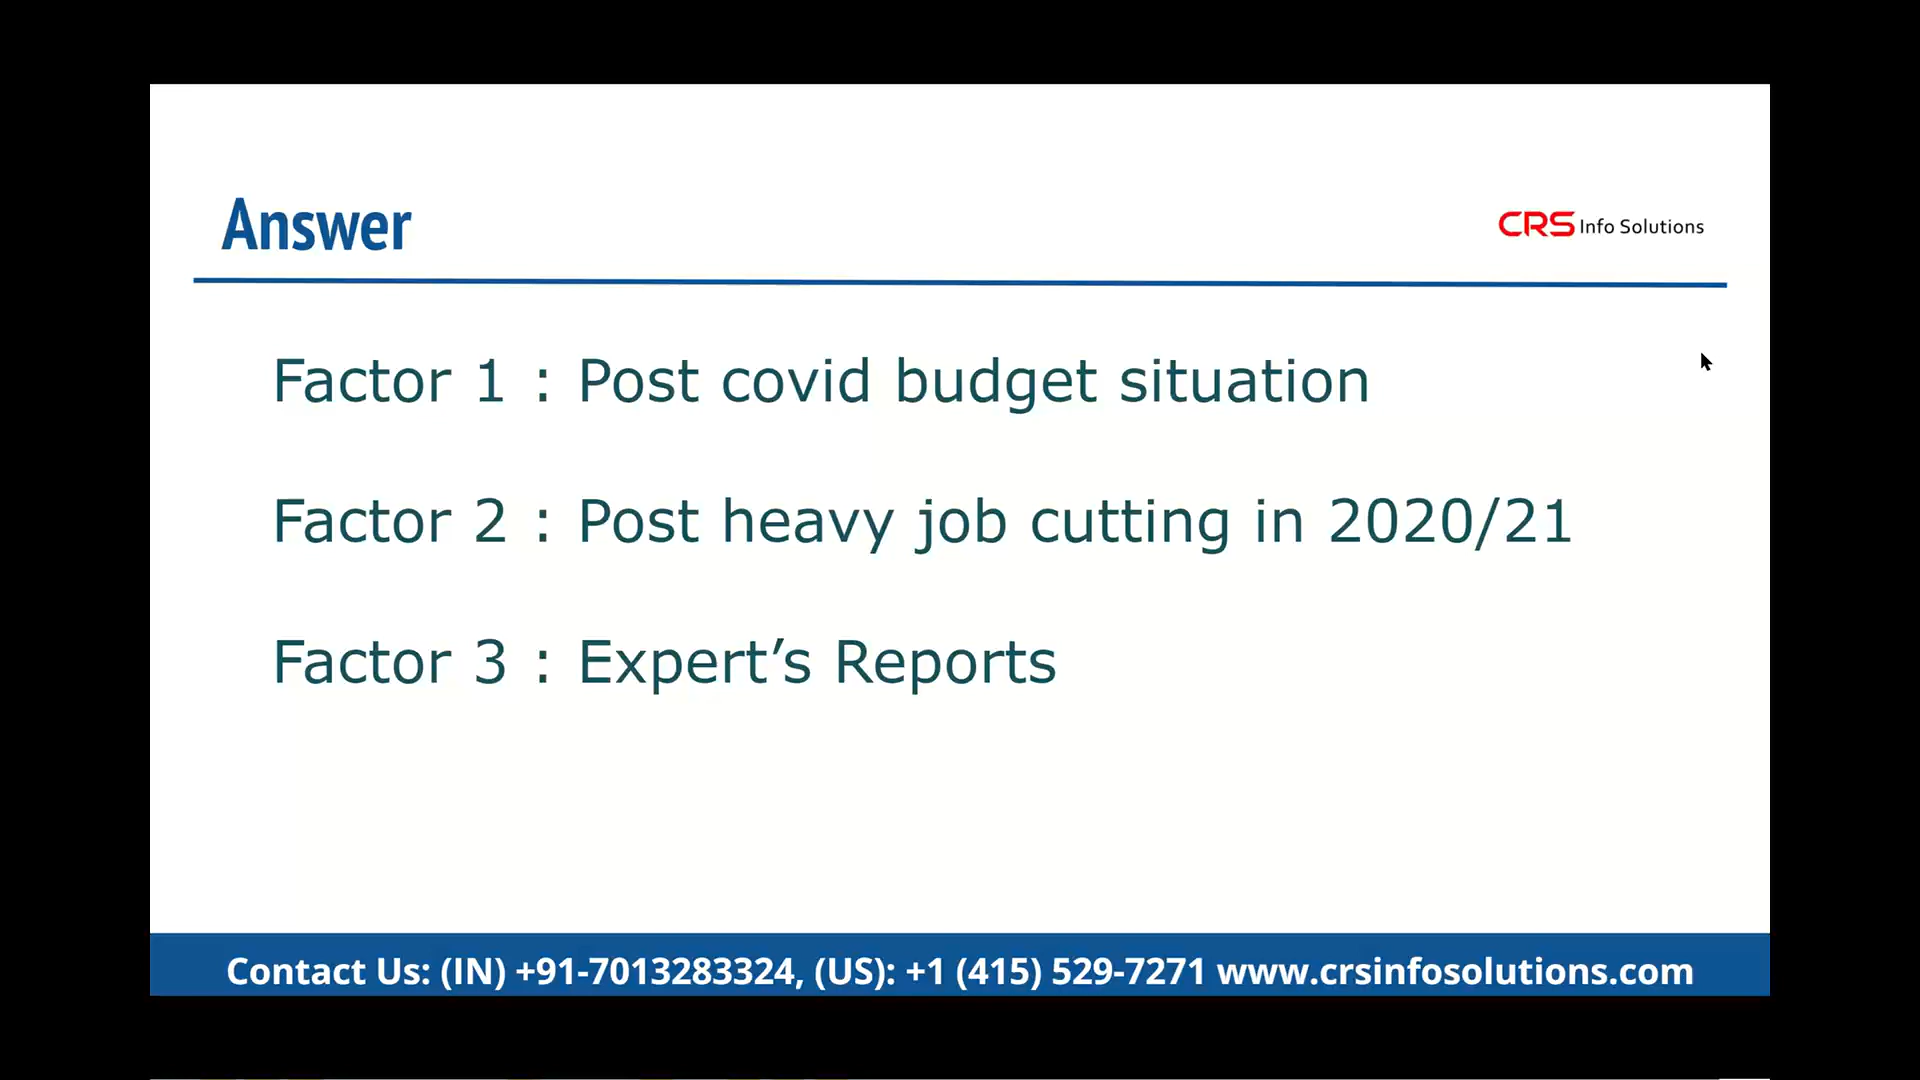 Answer
CRS Info Solutions
Factor 1 : Post covid budget situation
Factor 2 : Post heavy job cutting in 2020/21
Factor 3 : Expert’s Reports
Contact Us: (IN) +91-7013283324, (US): +1 (415) 529-7271 www.crsinfosolutions.com